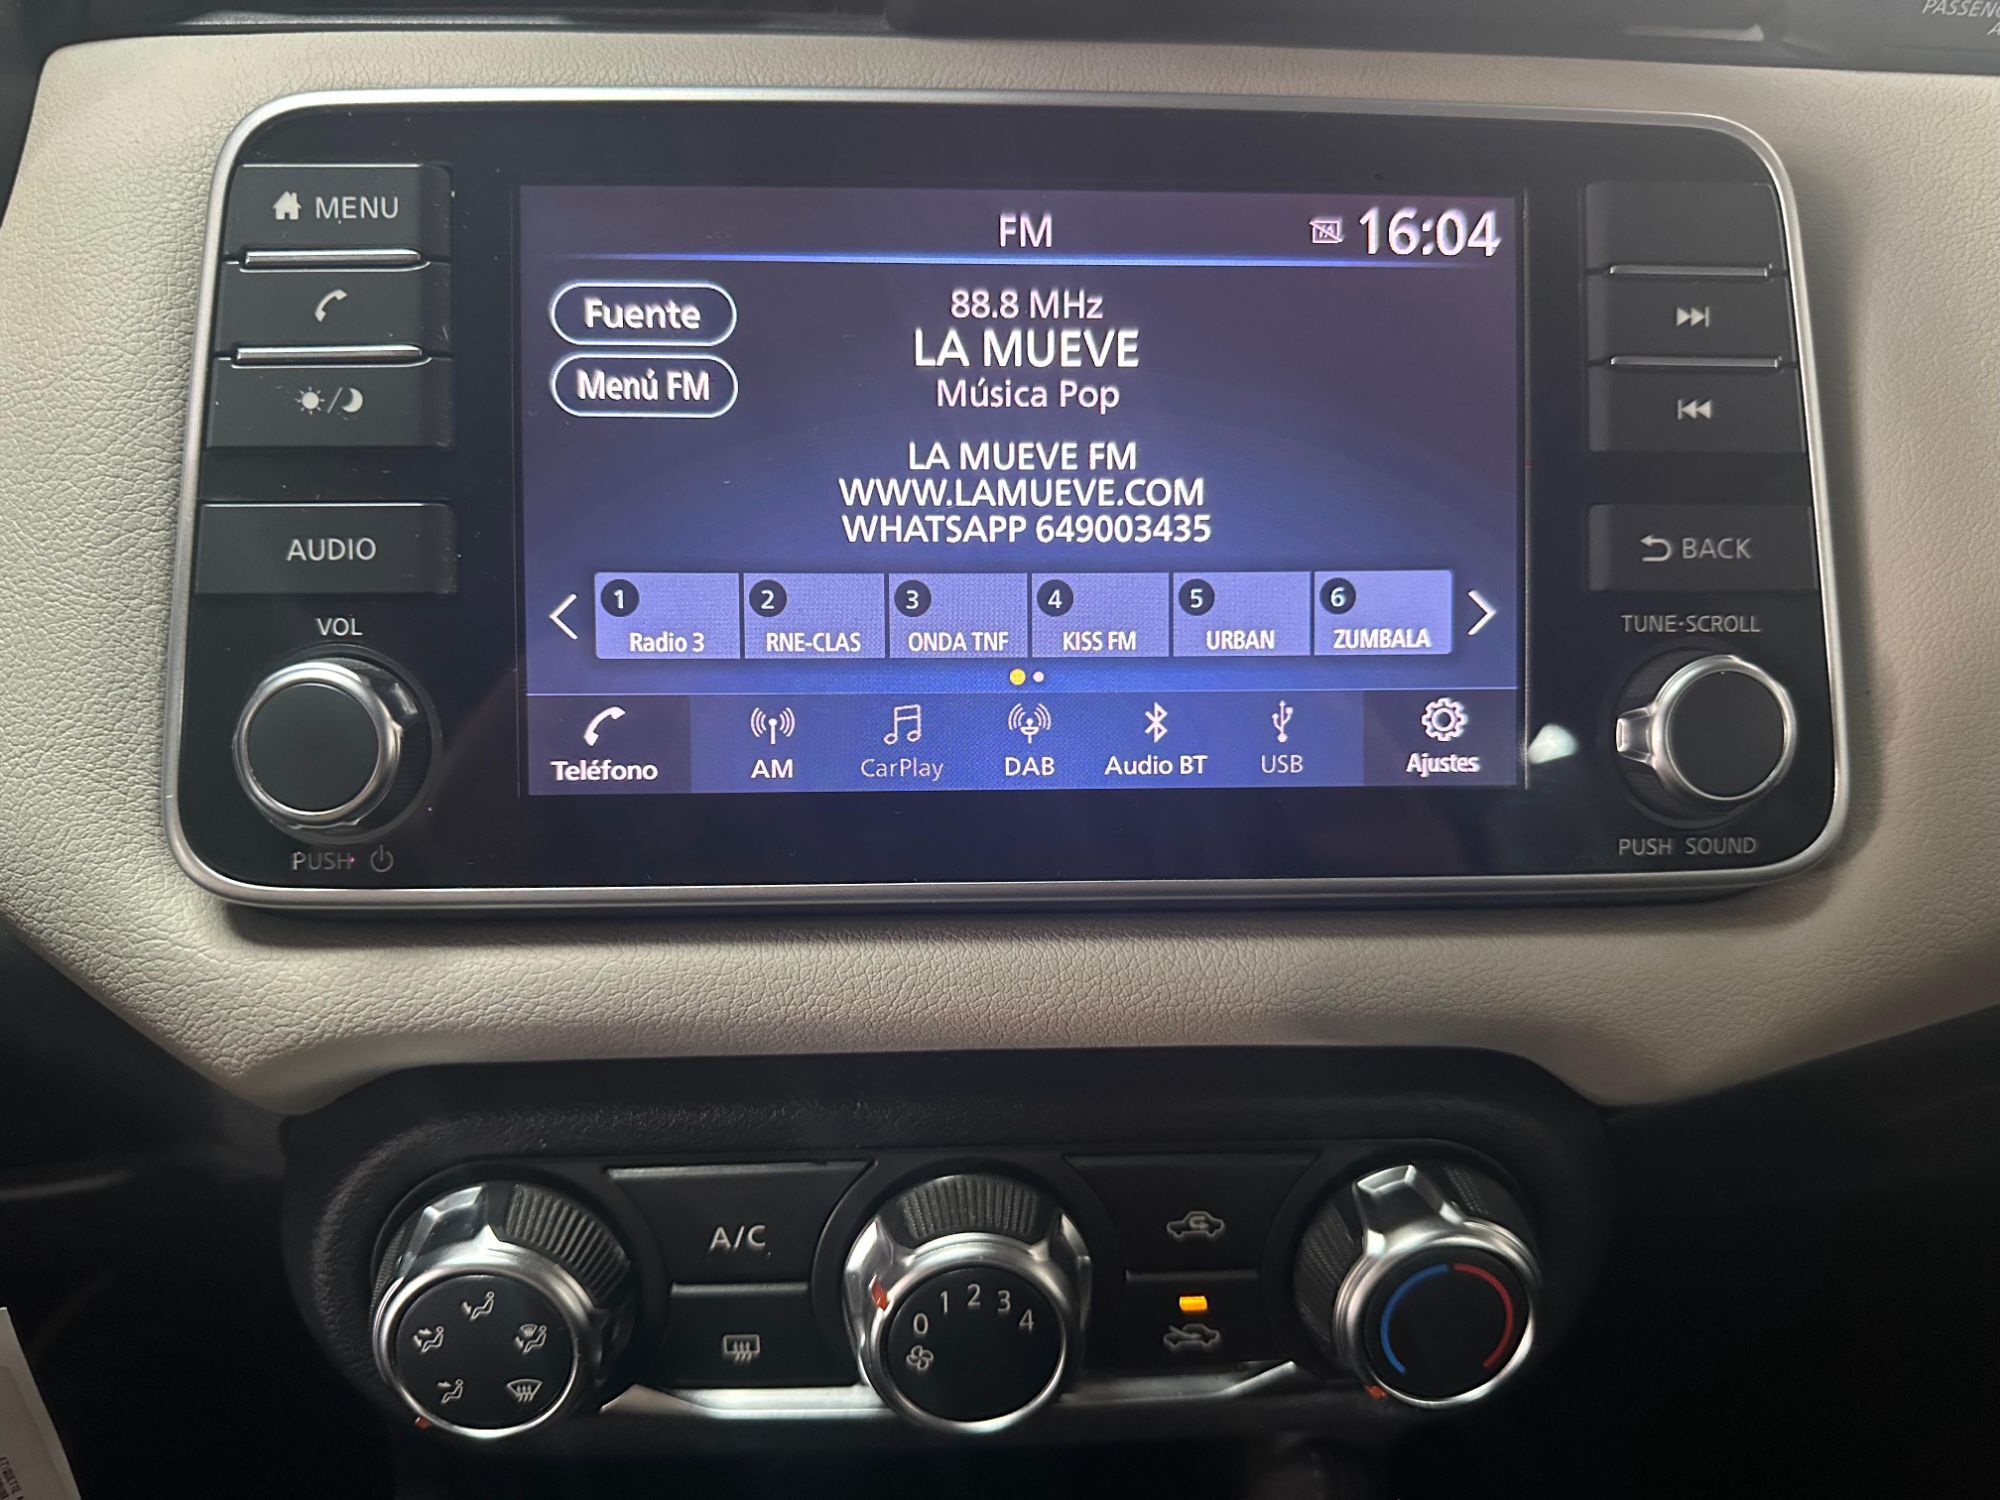 PASSENG
MENU
FM
TA
16:04
Fuente
88.8 MHz
LA MUEVE
Menú FM
Música Pop
LA MUEVE FM
WWW.LAMUEVE.COM
WHATSAPP 649003435
AUDIO
BACK
VOL
TUNE·SCROLL
1 Radio 3
2 RNE-CLAS
3 ONDA TNF
4 KISS FM
5 URBAN
6 ZUMBALA
Teléfono
AM
CarPlay
DAB
Audio BT
USB
Ajustes
PUSH
PUSH SOUND
A/C
0 1 2 3 4